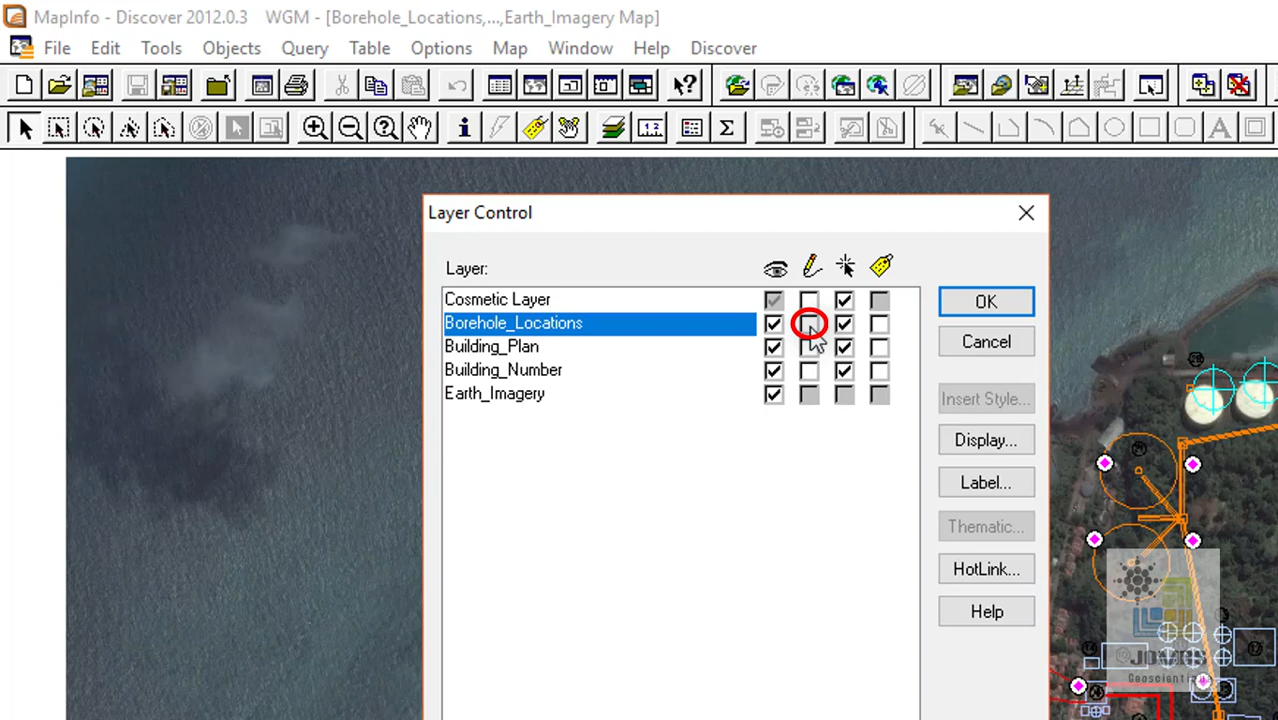 MapInfo - Discover 2012.0.3 WGM - [Borehole_Locations,...,Earth_Imagery Map]
File Edit Tools Objects Query Table Options Map Window Help Discover
Layer Control
Layer:
Cosmetic Layer
Borehole_Locations
Building_Plan
Building_Number
Earth_Imagery
OK
Cancel
Insert Style...
Display...
Label...
Thematic...
HotLink...
Help